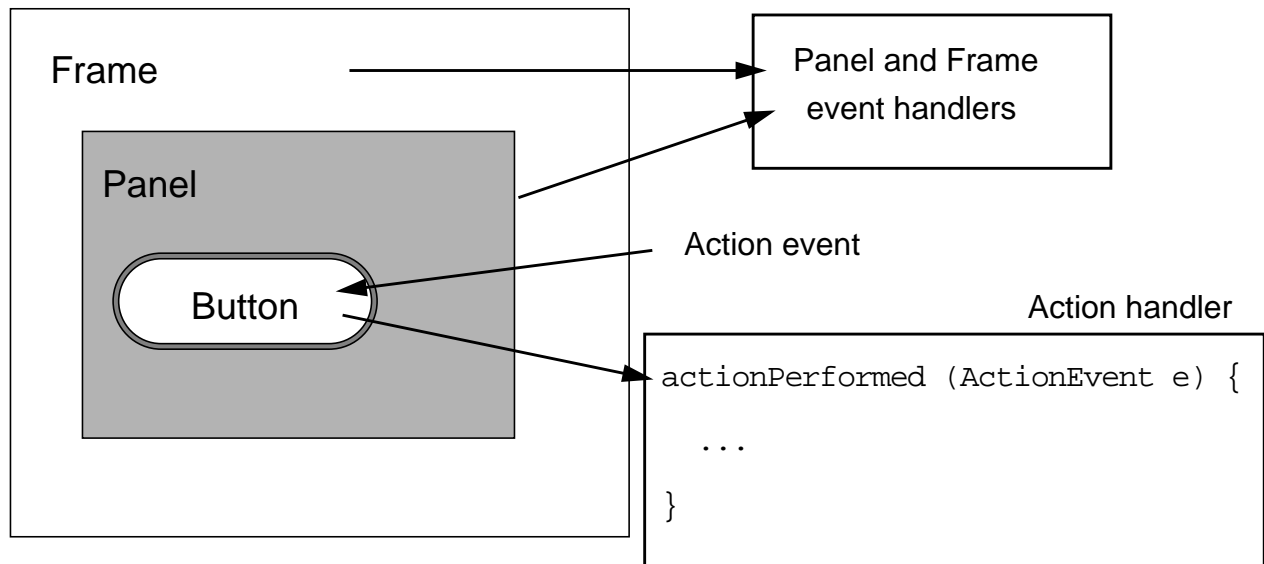 Frame
Panel and Frame
event handlers
Panel
Action event
Button
Action handler
actionPerformed (ActionEvent e) {
...
}